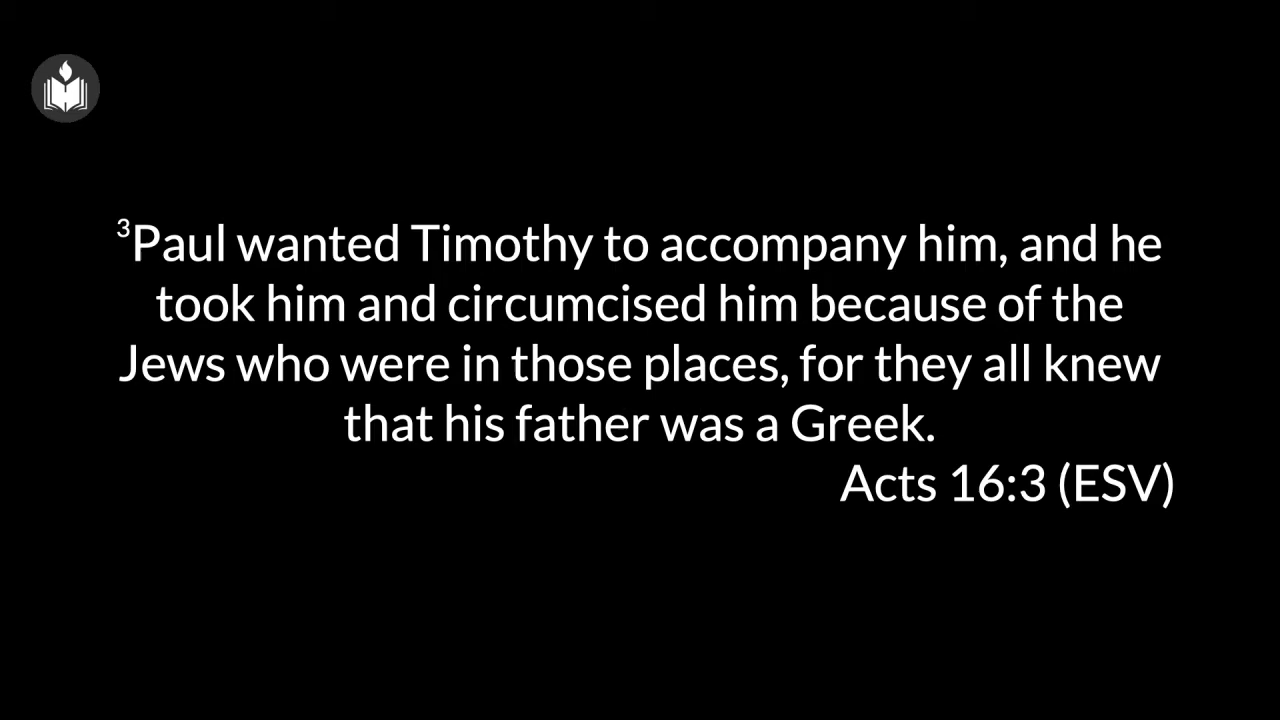 ³Paul wanted Timothy to accompany him, and he
took him and circumcised him because of the
Jews who were in those places, for they all knew
that his father was a Greek.
Acts 16:3 (ESV)